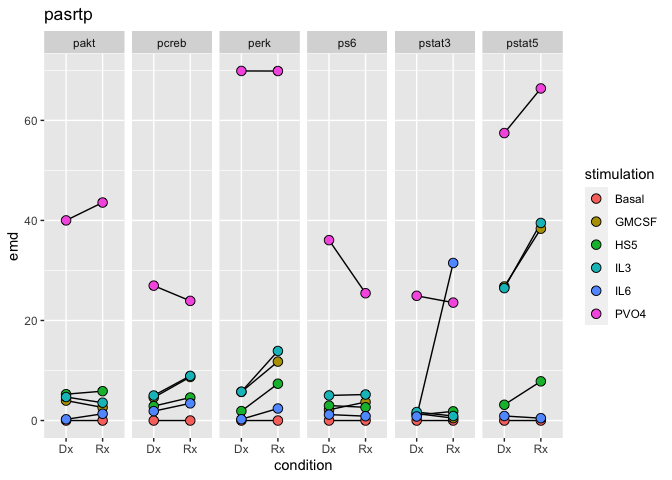 pasrtp
pakt pcreb perk ps6 pstat3 pstat5
60
40
20
0
emd
Dx Rx Dx Rx Dx Rx Dx Rx Dx Rx Dx Rx
condition
stimulation
Basal
GMCSF
HS5
IL3
IL6
PVO4